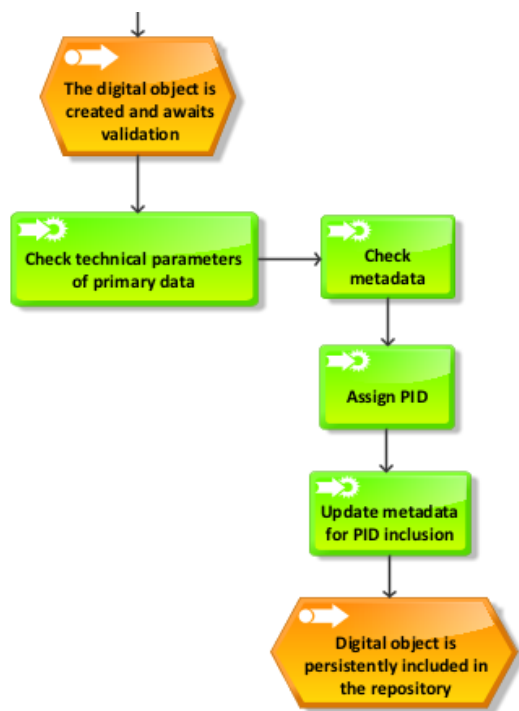 The digital object is
created and awaits
validation
Check technical parameters
of primary data
Check
metadata
Assign PID
Update metadata
for PID inclusion
Digital object is
persistently included in
the repository